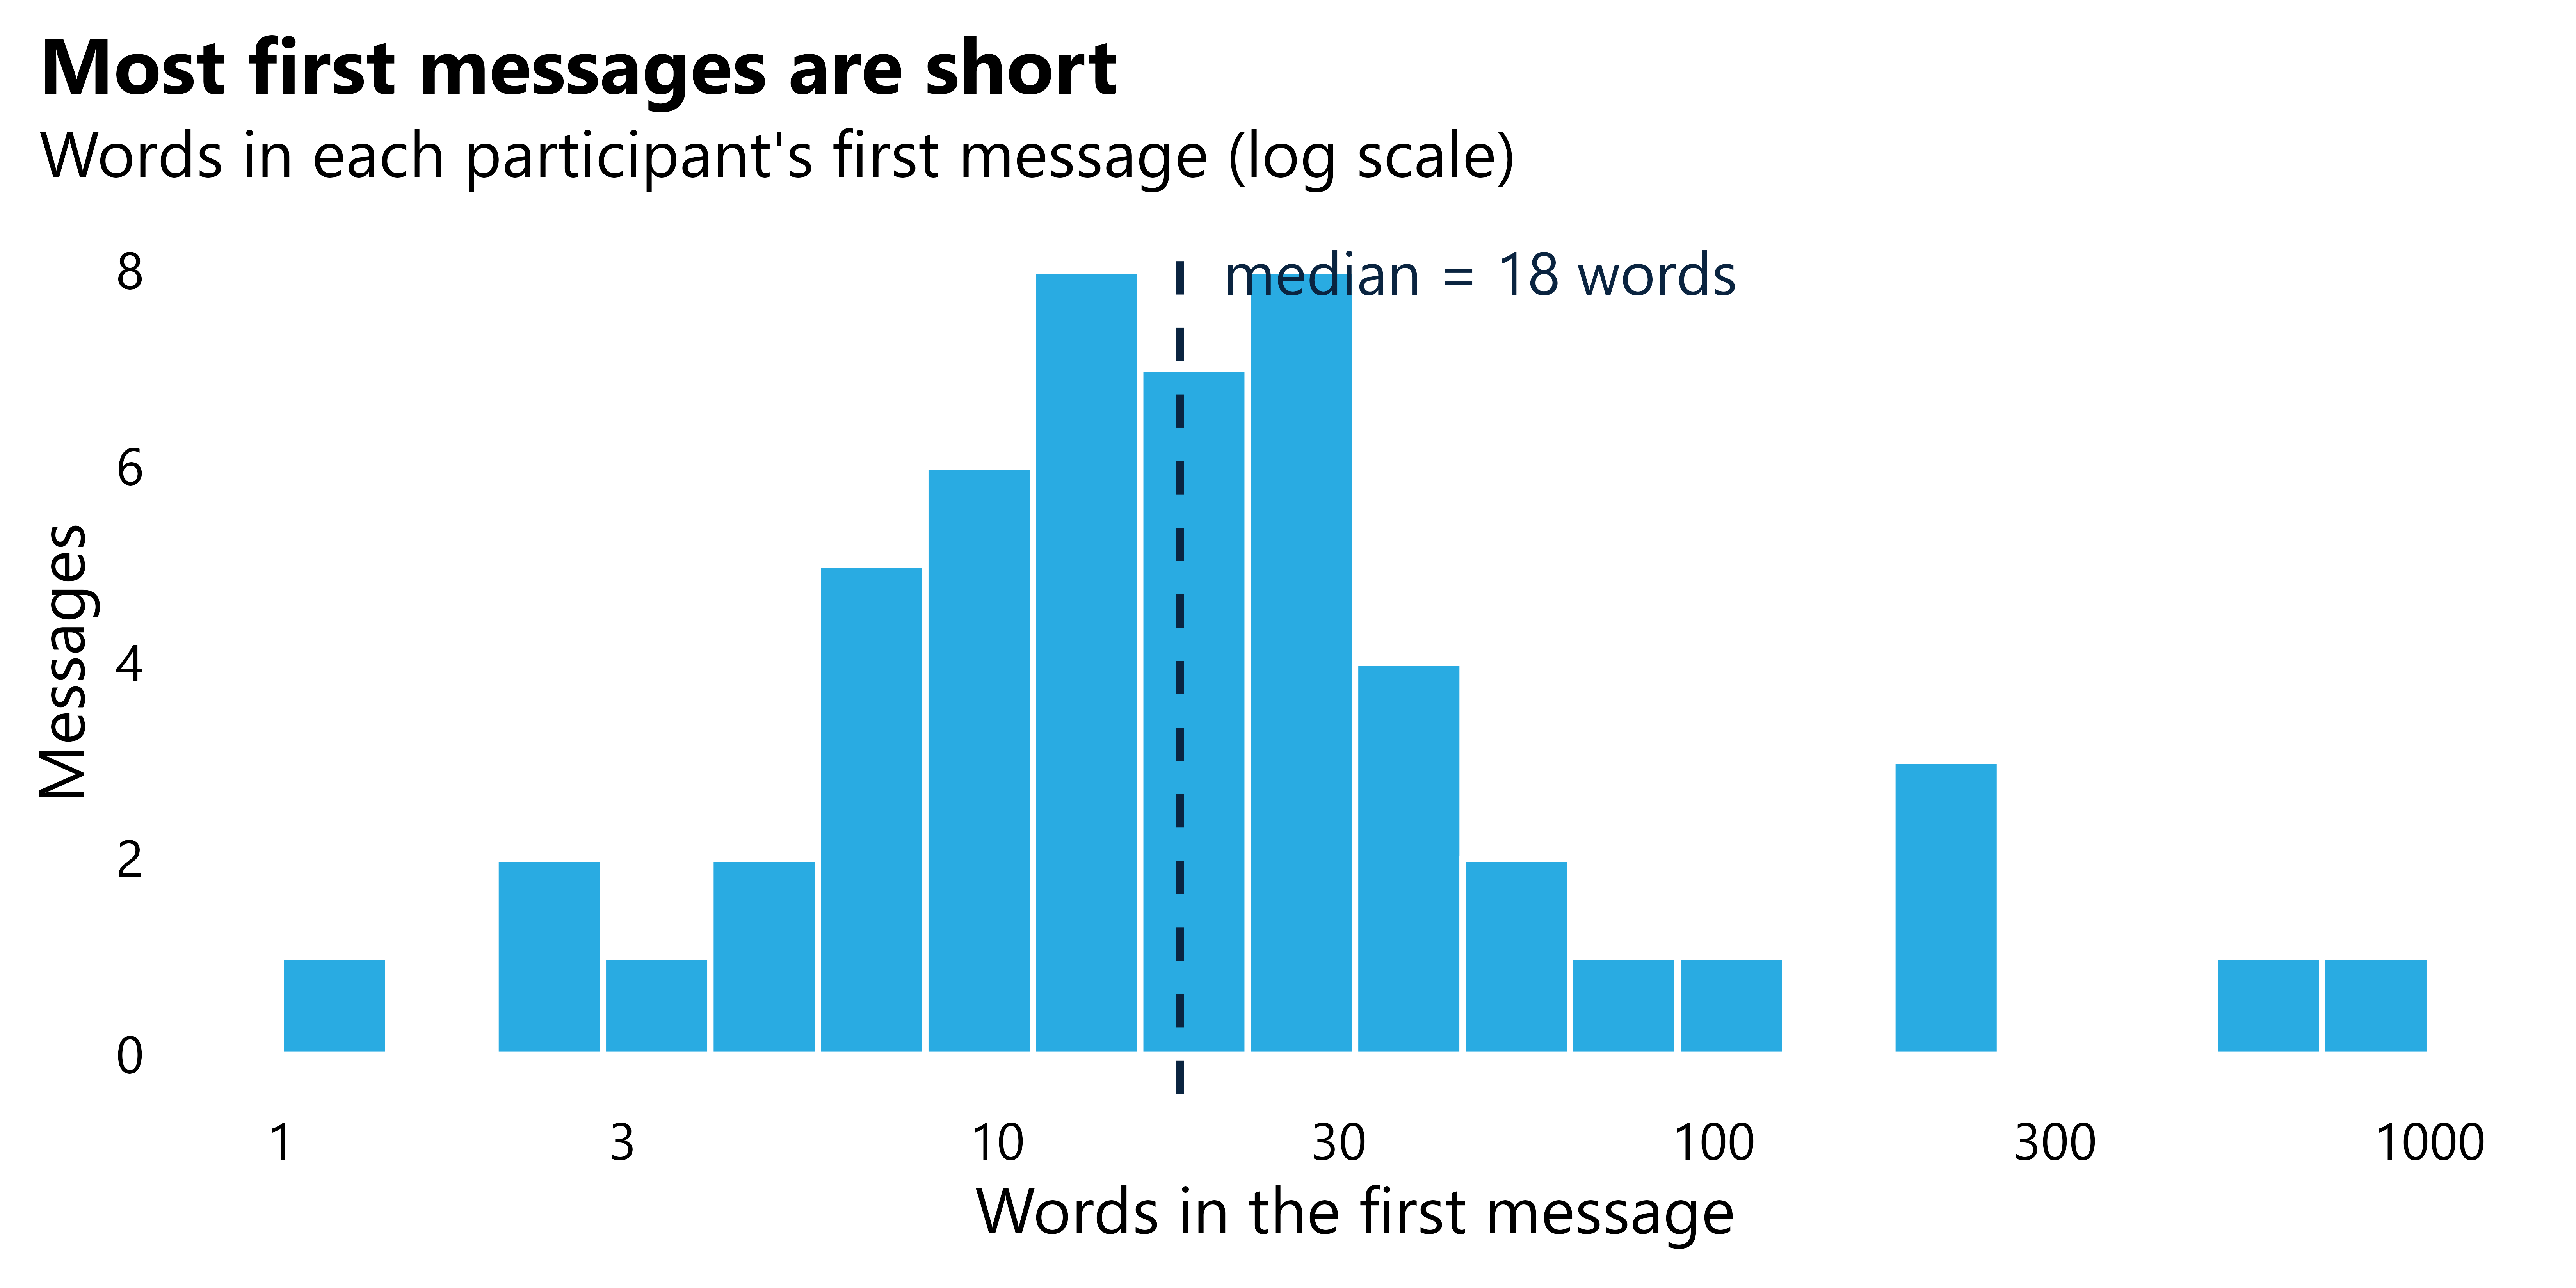 Most first messages are short
Words in each participant's first message (log scale)
median = 18 words
8
6
4
2
0
Messages
1 3 10 30 100 300 1000
Words in the first message